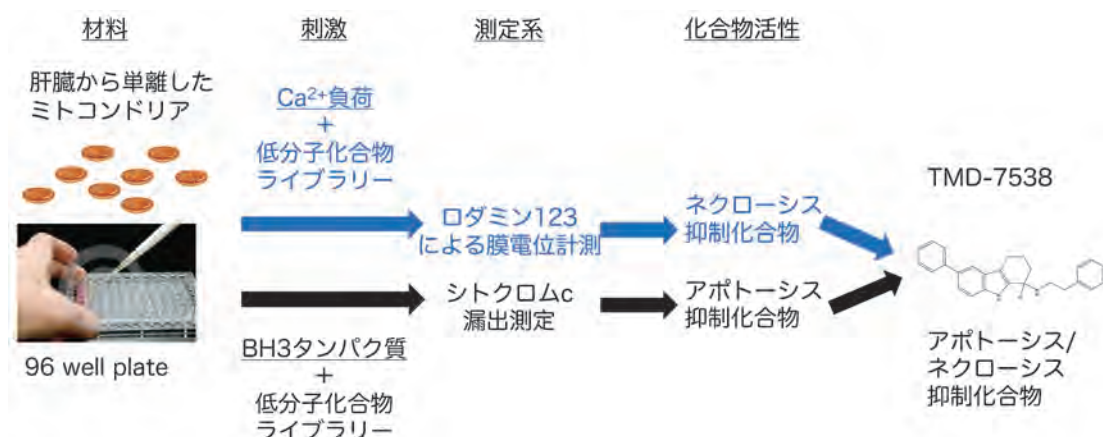 材料
刺激
測定系
化合物活性
肝臓から単離した
ミトコンドリア
Ca²⁺負荷
+
低分子化合物
ライブラリー
ロダミン123
による膜電位計測
ネクローシス
抑制化合物
シトクロムc
漏出測定
アポトーシス
抑制化合物
BH3タンパク質
+
低分子化合物
ライブラリー
96 well plate
TMD-7538
アポトーシス/
ネクローシス
抑制化合物